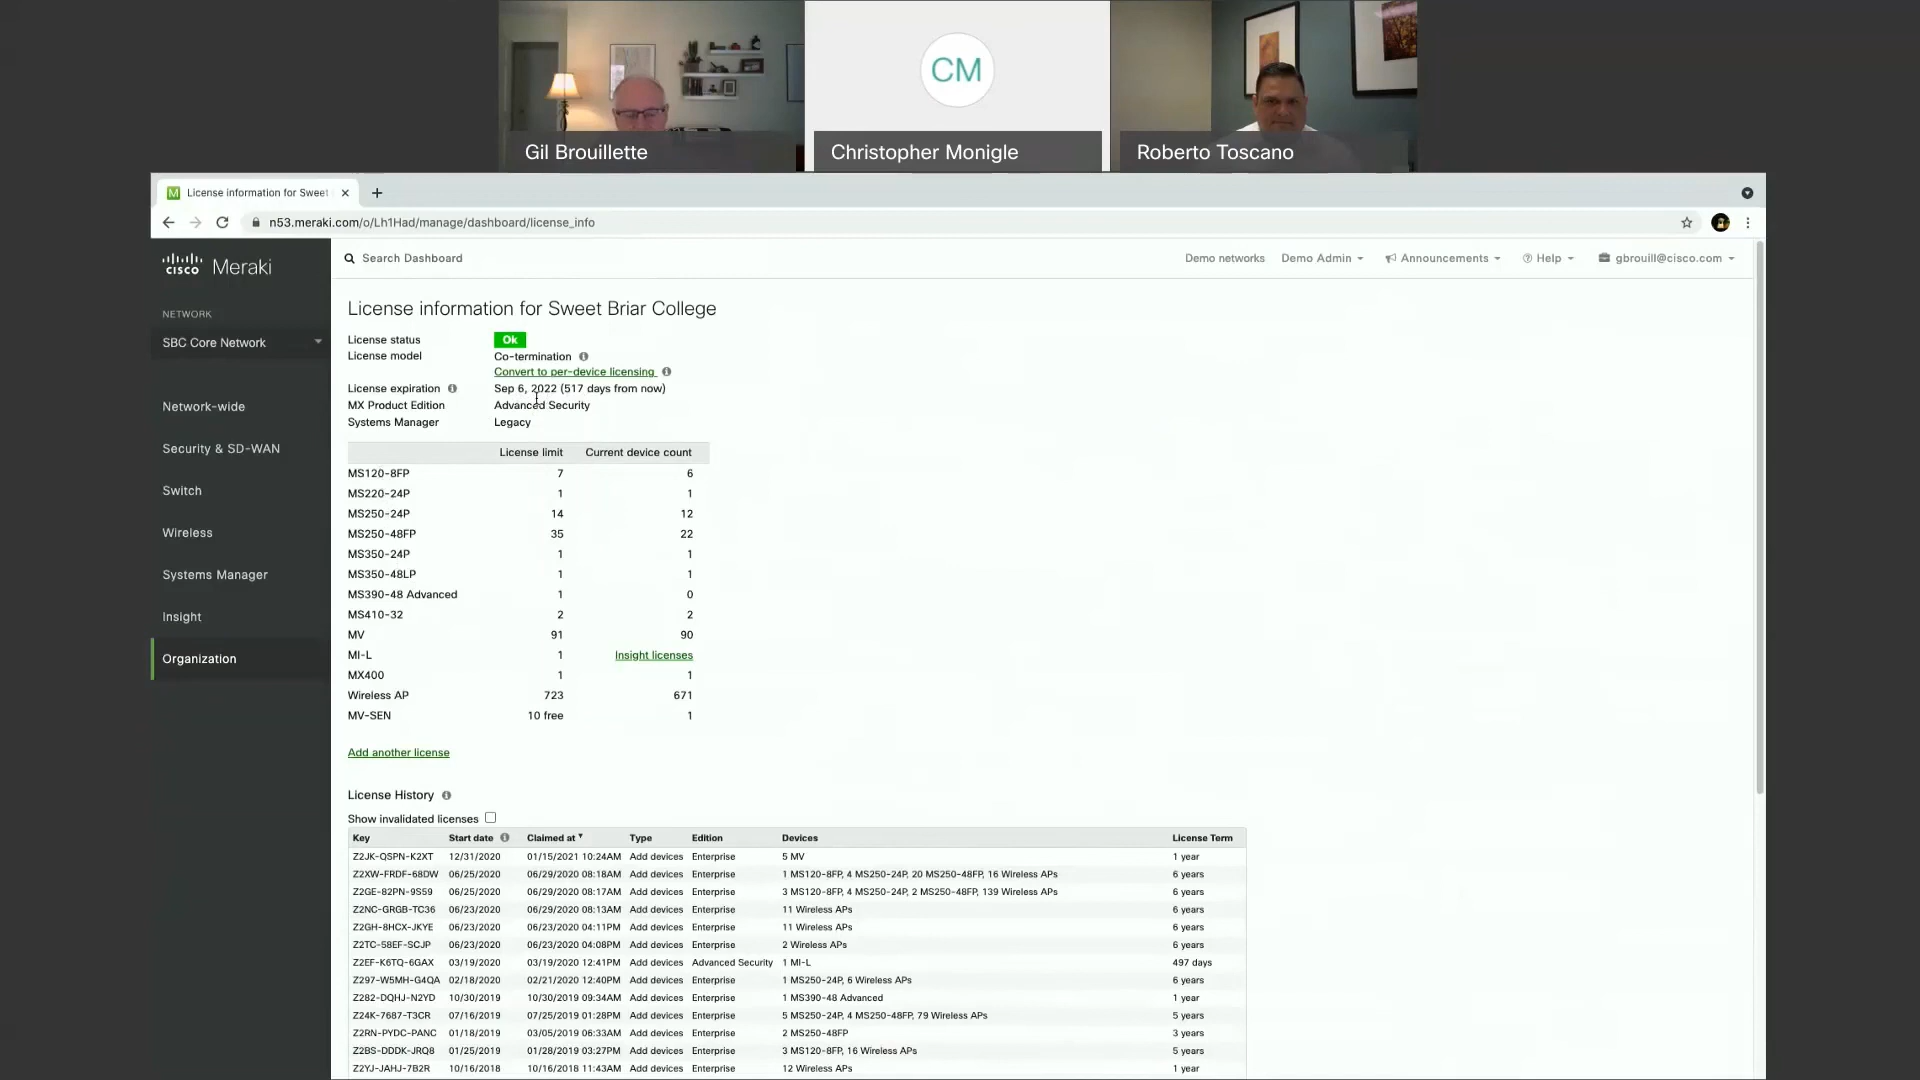 CM
Gil Brouillette
Christopher Monigle
Roberto Toscano
M License information for Sweet
n53.meraki.com/o/Lh1Had/manage/dashboard/license_info
cisco Meraki
Search Dashboard
Demo networks Demo Admin Announcements Help gbrouill@cisco.com
NETWORK
SBC Core Network
Network-wide
Security & SD-WAN
Switch
Wireless
Systems Manager
Insight
Organization
License information for Sweet Briar College
License status Ok
License model Co-termination
Convert to per-device licensing
License expiration Sep 6, 2022 (517 days from now)
MX Product Edition Advanced Security
Systems Manager Legacy
License limit Current device count
MS120-8FP 7 6
MS220-24P 1 1
MS250-24P 14 12
MS250-48FP 35 22
MS350-24P 1 1
MS350-48LP 1 1
MS390-48 Advanced 1 0
MS410-32 2 2
MV 91 90
MI-L 1 Insight licenses
MX400 1 1
Wireless AP 723 671
MV-SEN 10 free 1
Add another license
License History
Show invalidated licenses
Key Start date Claimed at Type Edition Devices License Term
Z2JK-QSPN-K2XT 12/31/2020 01/15/2021 10:24AM Add devices Enterprise 5 MV 1 year
Z2XW-FRDF-68DW 06/25/2020 06/29/2020 08:18AM Add devices Enterprise 1 MS120-8FP, 4 MS250-24P, 20 MS250-48FP, 16 Wireless APs 6 years
Z2GE-82PN-9S59 06/25/2020 06/29/2020 08:17AM Add devices Enterprise 3 MS120-8FP, 4 MS250-24P, 2 MS250-48FP, 139 Wireless APs 6 years
Z2NC-GRGB-TC36 06/23/2020 06/29/2020 08:13AM Add devices Enterprise 11 Wireless APs 6 years
Z2GH-8HCX-JKYE 06/23/2020 06/23/2020 04:11PM Add devices Enterprise 11 Wireless APs 6 years
Z2TC-58EF-SCJP 06/23/2020 06/23/2020 04:08PM Add devices Enterprise 2 Wireless APs 6 years
Z2EF-K6TQ-6GAX 03/19/2020 03/19/2020 12:41PM Add devices Advanced Security 1 MI-L 497 days
Z297-W5MH-G4QA 02/18/2020 02/21/2020 12:40PM Add devices Enterprise 1 MS250-24P, 6 Wireless APs 6 years
Z282-DQHJ-N2YD 10/30/2019 10/30/2019 09:34AM Add devices Enterprise 1 MS390-48 Advanced 1 year
Z24K-7687-T3CR 07/16/2019 07/25/2019 01:28PM Add devices Enterprise 5 MS250-24P, 4 MS250-48FP, 79 Wireless APs 5 years
Z2RN-PYDC-PANC 01/18/2019 03/05/2019 06:33AM Add devices Enterprise 2 MS250-48FP 3 years
Z2BS-DDDK-JRQ8 01/25/2019 01/28/2019 03:27PM Add devices Enterprise 3 MS120-8FP, 16 Wireless APs 5 years
Z2YJ-JAHJ-7B2R 10/16/2018 10/16/2018 11:43AM Add devices Enterprise 12 Wireless APs 1 year